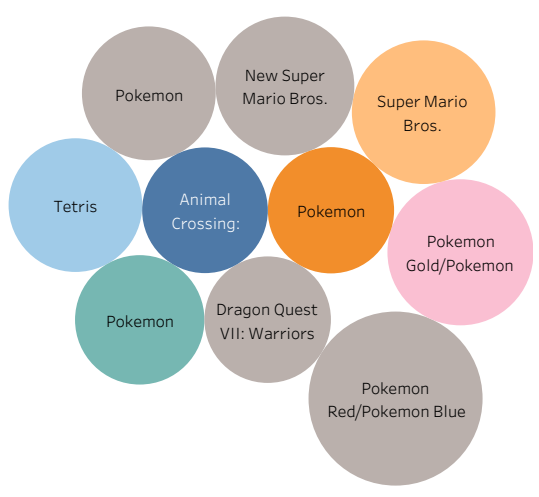 Pokemon
New Super
Mario Bros.
Super Mario
Bros.
Tetris
Animal
Crossing:
Pokemon
Pokemon
Gold/Pokemon
Pokemon
Dragon Quest
VII: Warriors
Pokemon
Red/Pokemon Blue